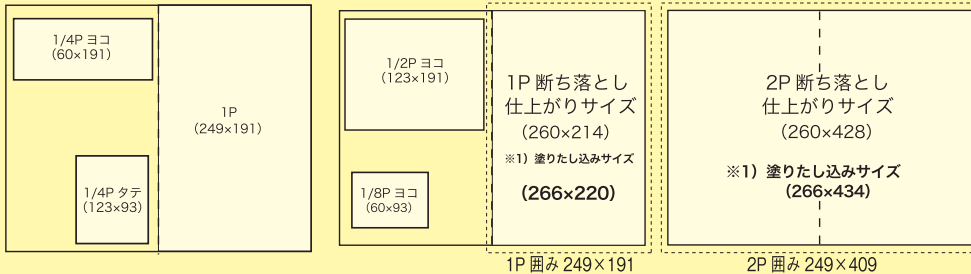 1/4P ヨコ
(60×191)
1/4P タテ
(123×93)
1P
(249×191)
1/2P ヨコ
(123×191)
1/8P ヨコ
(60×93)
1P 断ち落とし
仕上がりサイズ
(260×214)
※1）塗りたし込みサイズ
(266×220)
1P 囲み 249×191
2P 断ち落とし
仕上がりサイズ
(260×428)
※1）塗りたし込みサイズ
(266×434)
2P 囲み 249×409